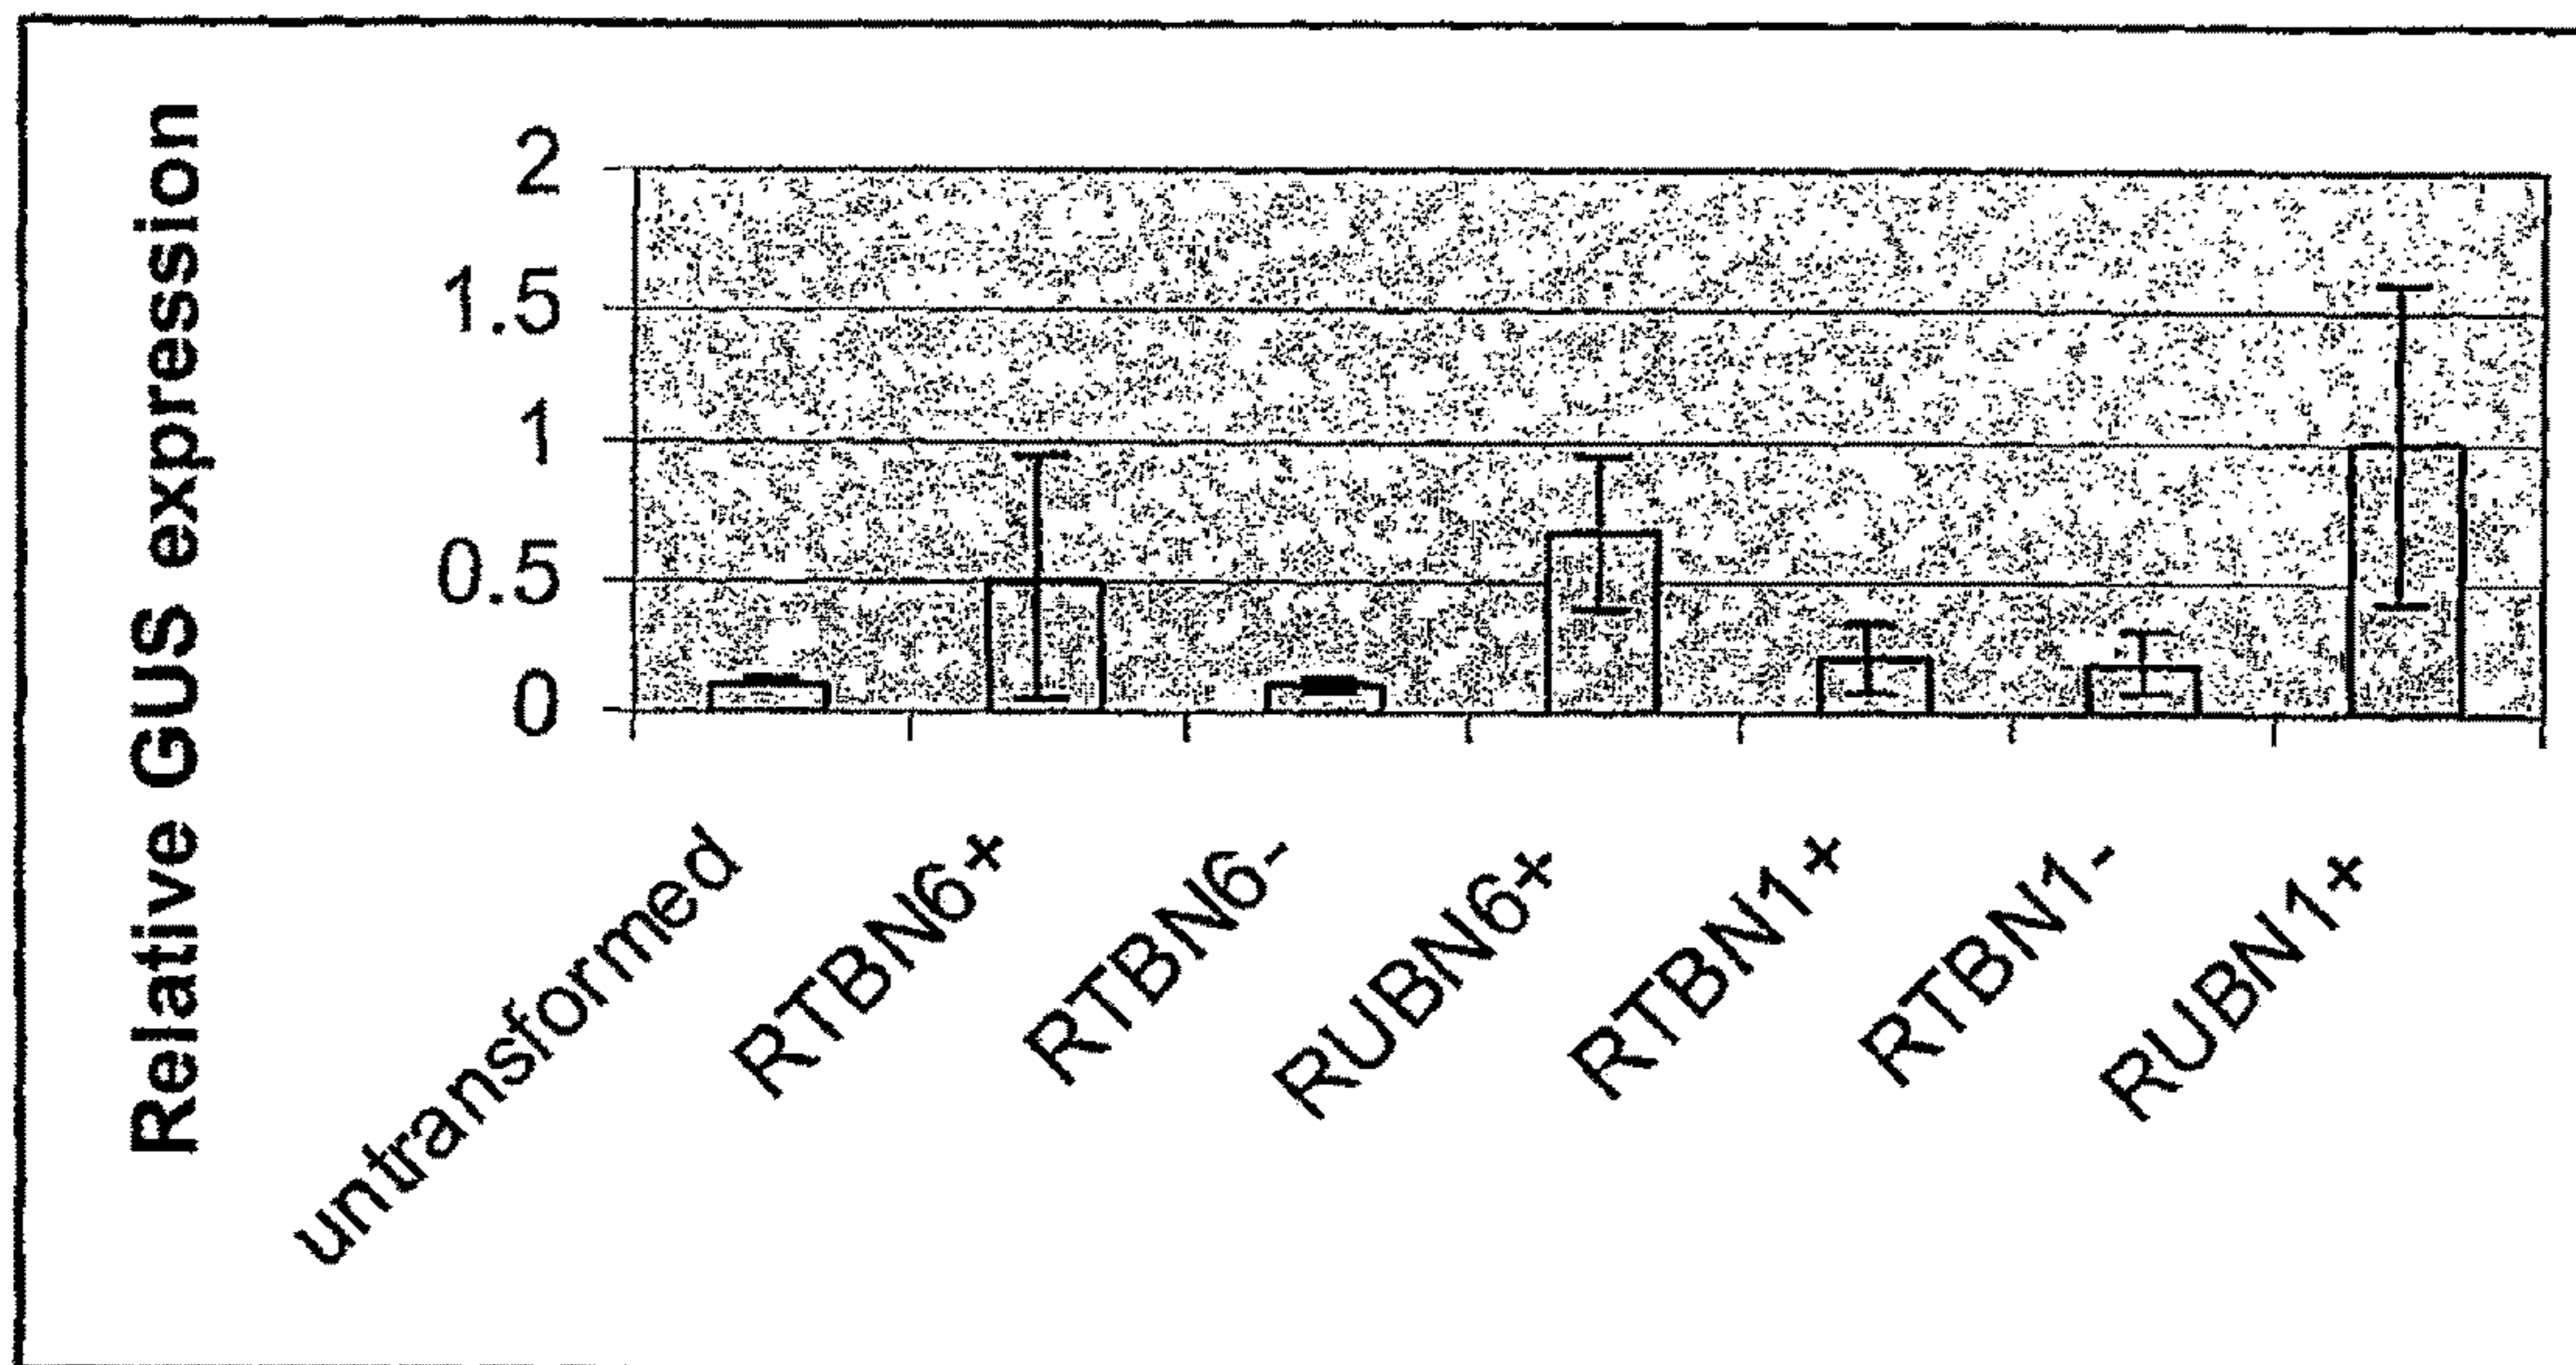 Relative GUS expression
2
1.5
1
0.5
0
untransformed
RTBN6+
RTBN6-
RUBN6+
RTBN1+
RTBN1-
RUBN1+